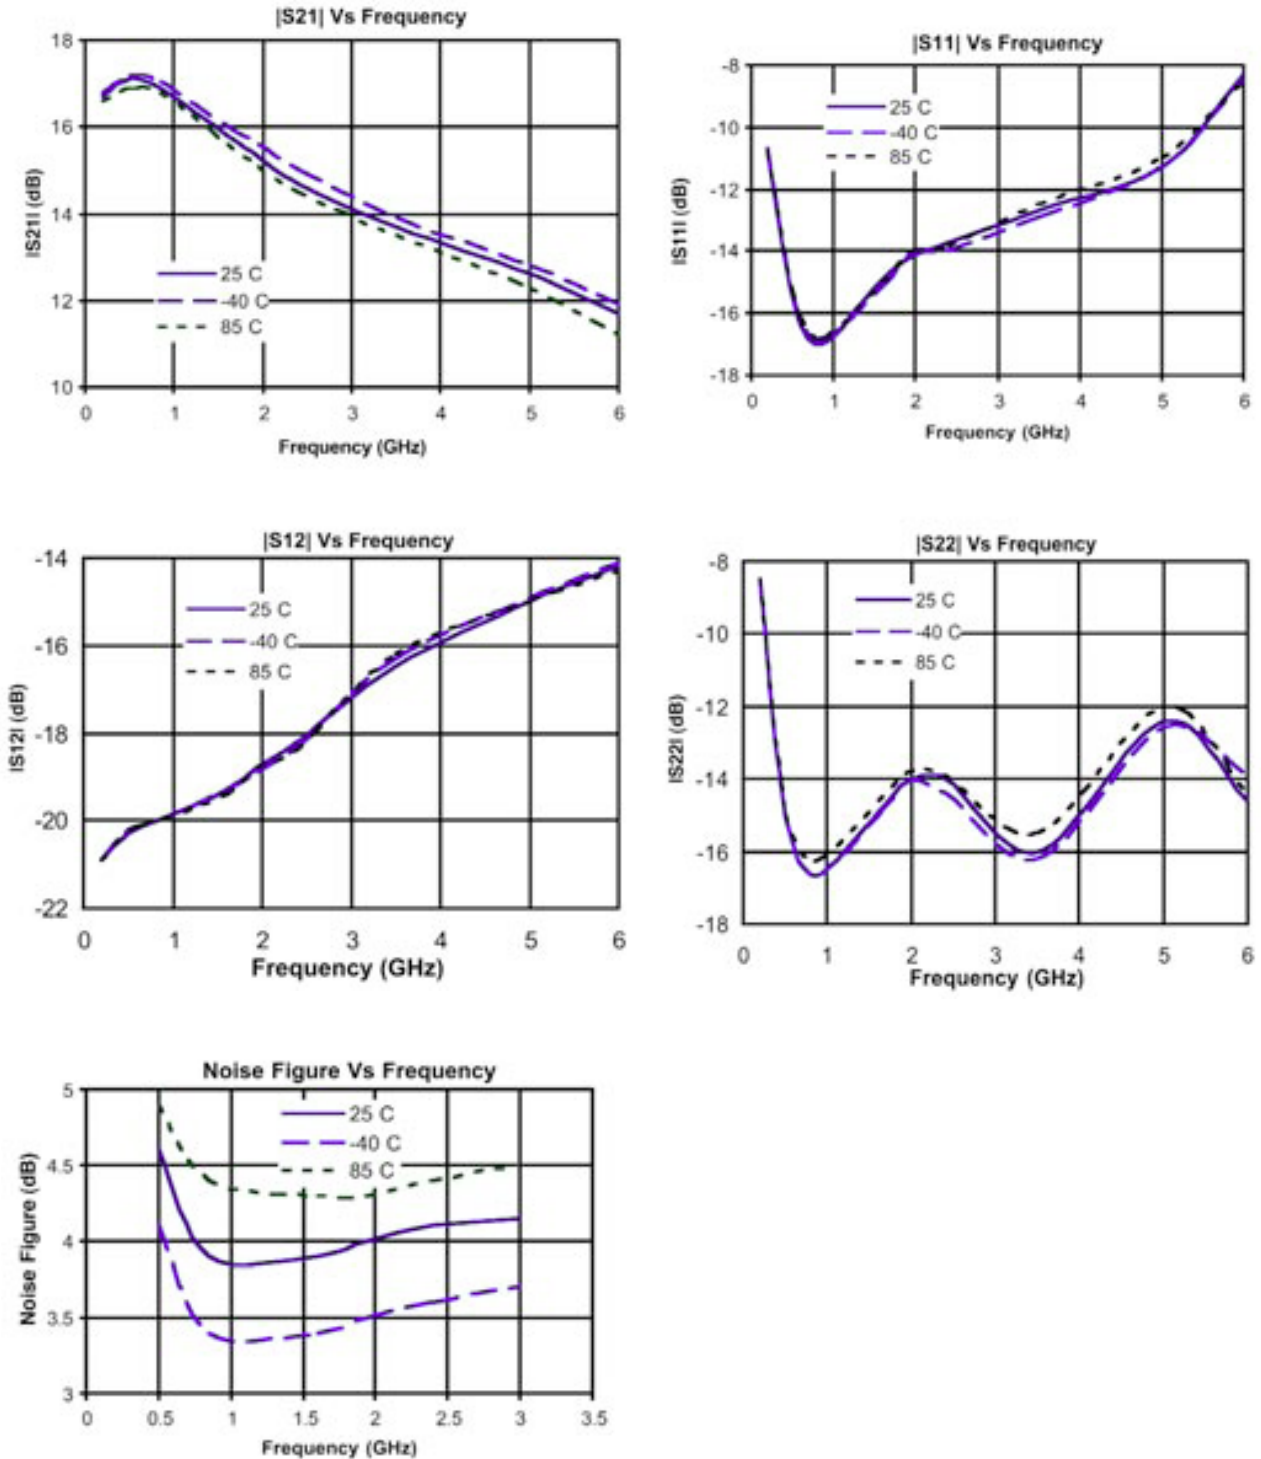 |S21| Vs Frequency
18
16
14
12
10
|S21| (dB)
25 C
-40 C
85 C
0 1 2 3 4 5 6
Frequency (GHz)
|S11| Vs Frequency
-8
-10
-12
-14
-16
-18
|S11| (dB)
25 C
-40 C
85 C
0 1 2 3 4 5 6
Frequency (GHz)
|S12| Vs Frequency
-14
-16
-18
-20
-22
|S12| (dB)
25 C
-40 C
85 C
0 1 2 3 4 5 6
Frequency (GHz)
|S22| Vs Frequency
-8
-10
-12
-14
-16
-18
|S22| (dB)
25 C
-40 C
85 C
0 1 2 3 4 5 6
Frequency (GHz)
Noise Figure Vs Frequency
5
4.5
4
3.5
3
Noise Figure (dB)
25 C
-40 C
85 C
0 0.5 1 1.5 2 2.5 3 3.5
Frequency (GHz)